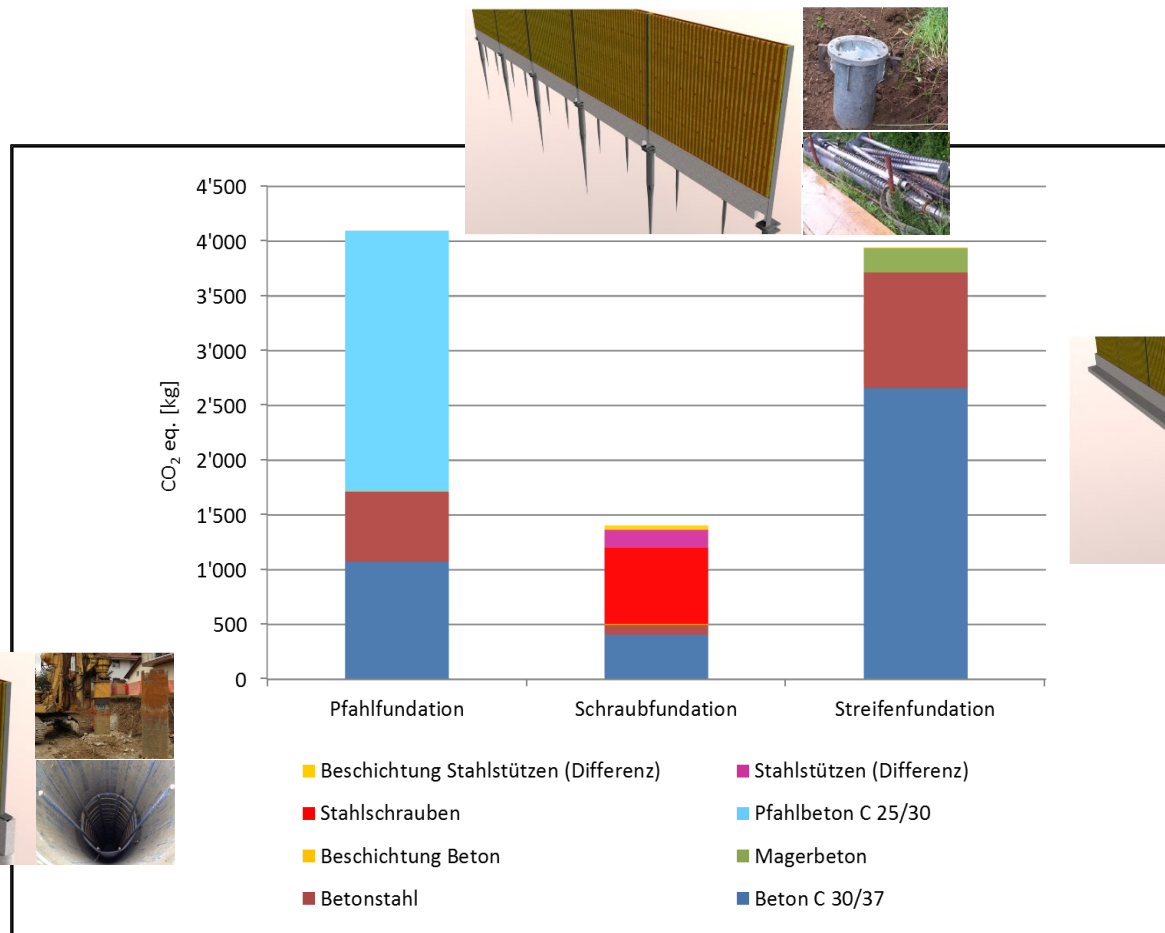 4'500
4'000
3'500
3'000
2'500
2'000
1'500
1'000
500
0
CO₂ eq. [kg]
Pfahlfundation Schraubfundation Streifenfundation
Beschichtung Stahlstützen (Differenz) Stahlstützen (Differenz)
Stahlschrauben Pfahlbeton C 25/30
Beschichtung Beton Magerbeton
Betonstahl Beton C 30/37